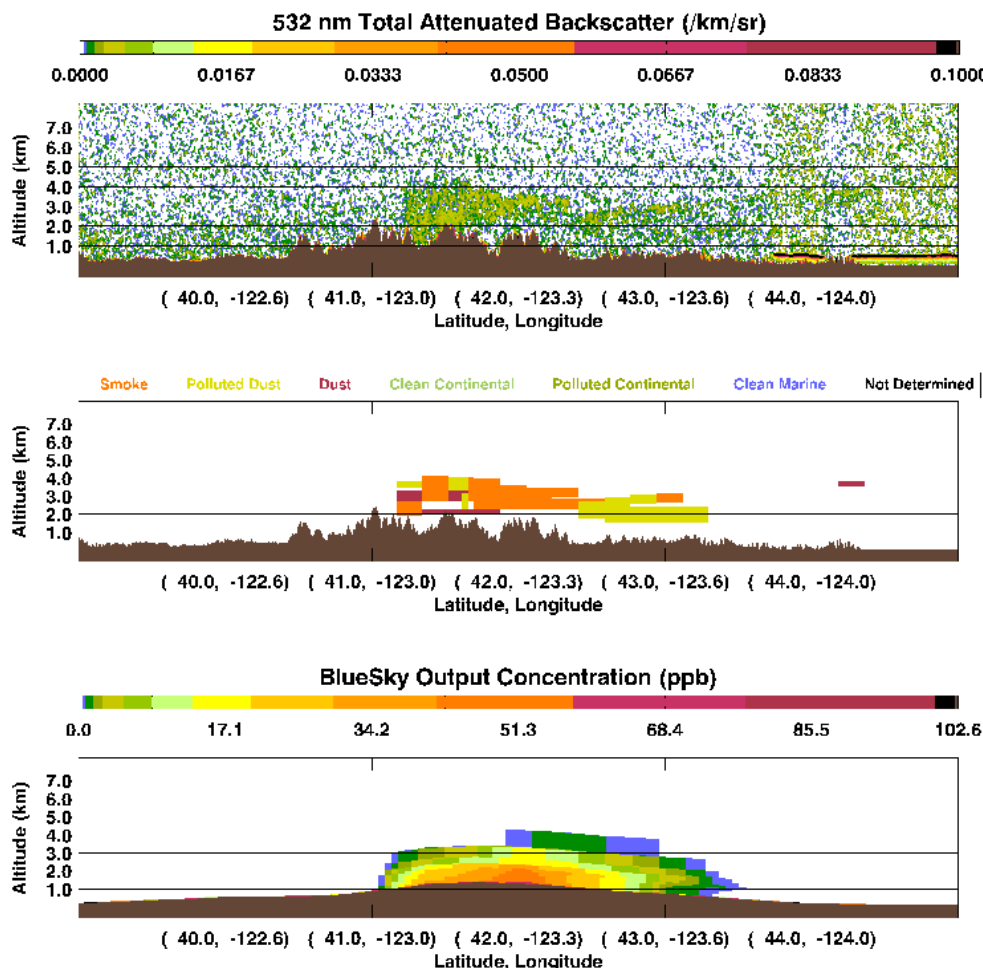 532 nm Total Attenuated Backscatter (/km/sr)
0.0000 0.0167 0.0333 0.0500 0.0667 0.0833 0.1000
Altitude (km)
7.0
6.0
5.0
4.0
3.0
2.0
1.0
( 40.0, -122.6) ( 41.0, -123.0) ( 42.0, -123.3) ( 43.0, -123.6) ( 44.0, -124.0)
Latitude, Longitude
Smoke Polluted Dust Dust Clean Continental Polluted Continental Clean Marine Not Determined
Altitude (km)
7.0
6.0
5.0
4.0
3.0
2.0
1.0
( 40.0, -122.6) ( 41.0, -123.0) ( 42.0, -123.3) ( 43.0, -123.6) ( 44.0, -124.0)
Latitude, Longitude
BlueSky Output Concentration (ppb)
0.0 17.1 34.2 51.3 68.4 85.5 102.6
Altitude (km)
7.0
6.0
5.0
4.0
3.0
2.0
1.0
( 40.0, -122.6) ( 41.0, -123.0) ( 42.0, -123.3) ( 43.0, -123.6) ( 44.0, -124.0)
Latitude, Longitude